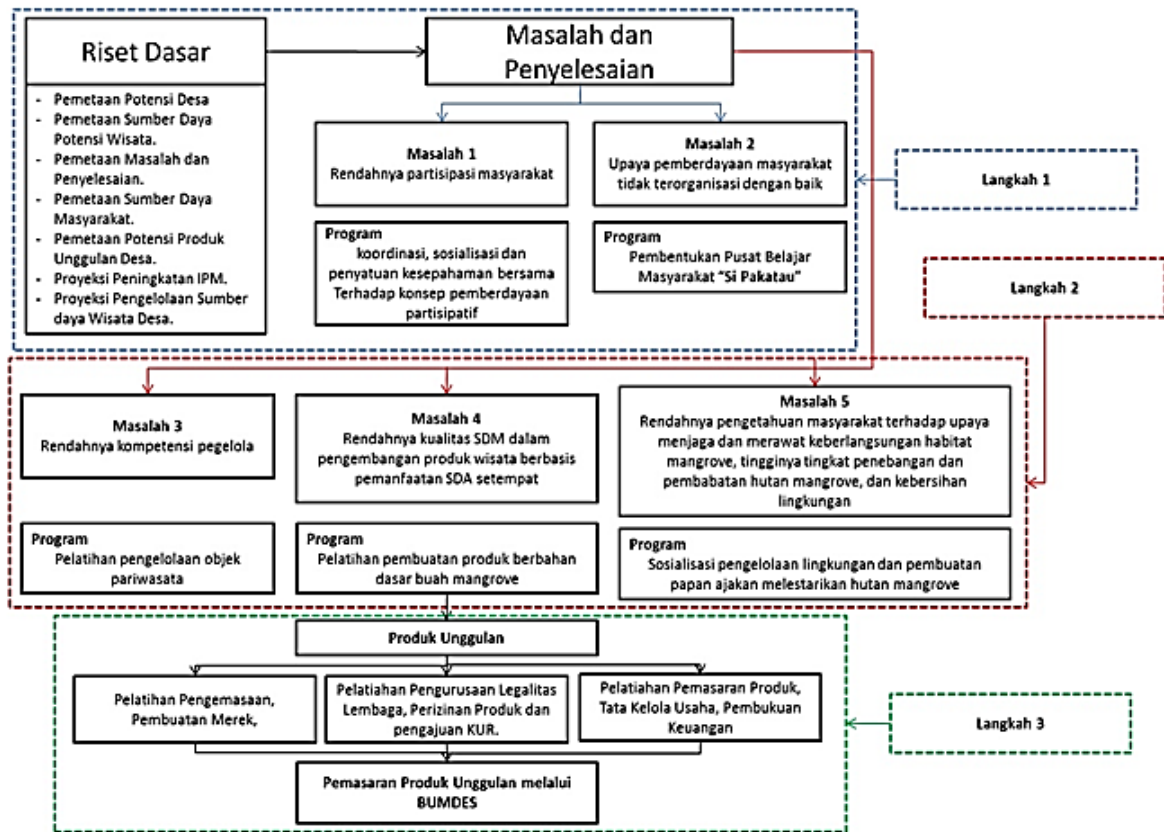 Riset Dasar
- Pemetaan Potensi Desa
- Pemetaan Sumber Daya
Potensi Wisata.
- Pemetaan Masalah dan
Penyelesaian.
- Pemetaan Sumber Daya
Masyarakat.
- Pemetaan Potensi Produk
Unggulan Desa.
- Proyeksi Peningkatan IPM.
- Proyeksi Pengelolaan Sumber
daya Wisata Desa.
Masalah dan
Penyelesaian
Masalah 1
Rendahnya partisipasi masyarakat
Masalah 2
Upaya pemberdayaan masyarakat
tidak terorganisasi dengan baik
Program
koordinasi, sosialisasi dan
penyatuan kesepahaman bersama
Terhadap konsep pemberdayaan
partisipatif
Program
Pembentukan Pusat Belajar
Masyarakat “Si Pakatau”
Langkah 1
Langkah 2
Masalah 3
Rendahnya kompetensi pegelola
Masalah 4
Rendahnya kualitas SDM dalam
pengembangan produk wisata berbasis
pemanfaatan SDA setempat
Masalah 5
Rendahnya pengetahuan masyarakat terhadap upaya
menjaga dan merawat keberlangsungan habitat
mangrove, tingginya tingkat penebangan dan
pembabatan hutan mangrove, dan kebersihan
lingkungan
Program
Pelatihan pengelolaan objek
pariwasata
Program
Pelatihan pembuatan produk berbahan
dasar buah mangrove
Program
Sosialisasi pengelolaan lingkungan dan pembuatan
papan ajakan melestarikan hutan mangrove
Produk Unggulan
Pelatihan Pengemasaan,
Pembuatan Merek,
Pelatiahan Pengurusaan Legalitas
Lembaga, Perizinan Produk dan
pengajuan KUR.
Pelatiahan Pemasaran Produk,
Tata Kelola Usaha, Pembukuan
Keuangan
Langkah 3
Pemasaran Produk Unggulan melalui
BUMDES